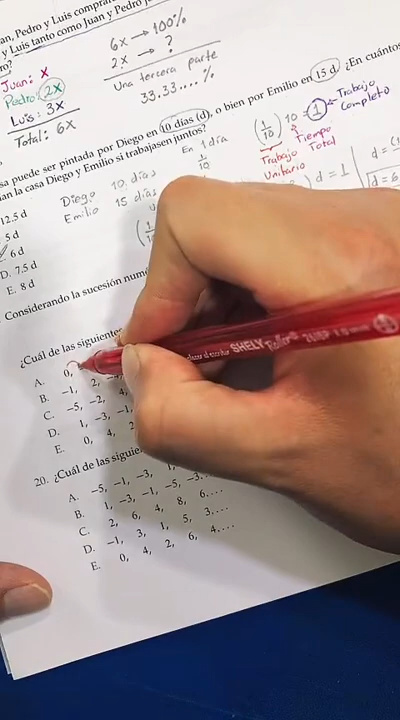 an, Pedro y Luis compran
y Luis tanto como Juan y Pedro
ro?
6x → 100%
2x → ?
Una tercera parte
33.33....%
Juan: x
Pedro: 2x
Luis: 3x
Total: 6x
sa puede ser pintada por Diego en 10 días (d), o bien por Emilio en 15 d. ¿En cuántos
an la casa Diego y Emilio si trabajasen juntos?
Diego 10 días
Emilio 15 días
En 1 día
1/10
(1/10) 10 = 1 ← Trabajo Completo
Trabajo Unitario
Tiempo Total
d = 1
d = 6
12.5 d
5 d
6 d
D. 7.5 d
E. 8 d
Considerando la sucesión
¿Cuál de las siguientes
A. 0,
B. -1, 2,
C. -5, -2, 4,
D. 1, -3, -1,
E. 0, 4, 2
20. ¿Cuál de las siguie
A. -5, -1, -3, 1,
B. 1, -3, -1, -5, -3....
C. 2, 6, 4, 8, 6....
D. -1, 3, 1, 5, 3....
E. 0, 4, 2, 6, 4....
SHELY Roller